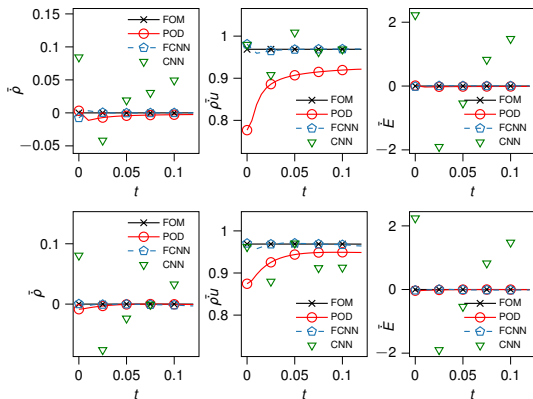 0.15
0.1
0.05
0
−0.05
ρ̄
FOM
POD
FCNN
CNN
0 0.05 0.1
t
1
0.9
0.8
ρ̄u
FOM
POD
FCNN
CNN
0 0.05 0.1
t
2
0
−2
Ē
FOM
POD
FCNN
CNN
0 0.05 0.1
t
0.1
0
ρ̄
FOM
POD
FCNN
CNN
0 0.05 0.1
t
1
0.9
0.8
ρ̄u
FOM
POD
FCNN
CNN
0 0.05 0.1
t
2
0
−2
Ē
FOM
POD
FCNN
CNN
0 0.05 0.1
t